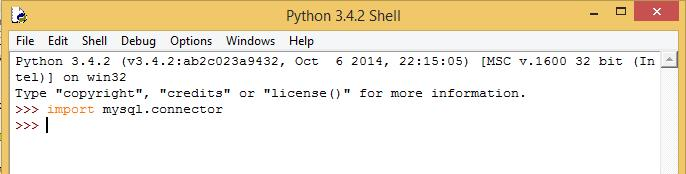 Python 3.4.2 Shell
File Edit Shell Debug Options Windows Help
Python 3.4.2 (v3.4.2:ab2c023a9432, Oct  6 2014, 22:15:05) [MSC v.1600 32 bit (In
tel)] on win32
Type "copyright", "credits" or "license()" for more information.
>>> import mysql.connector
>>>